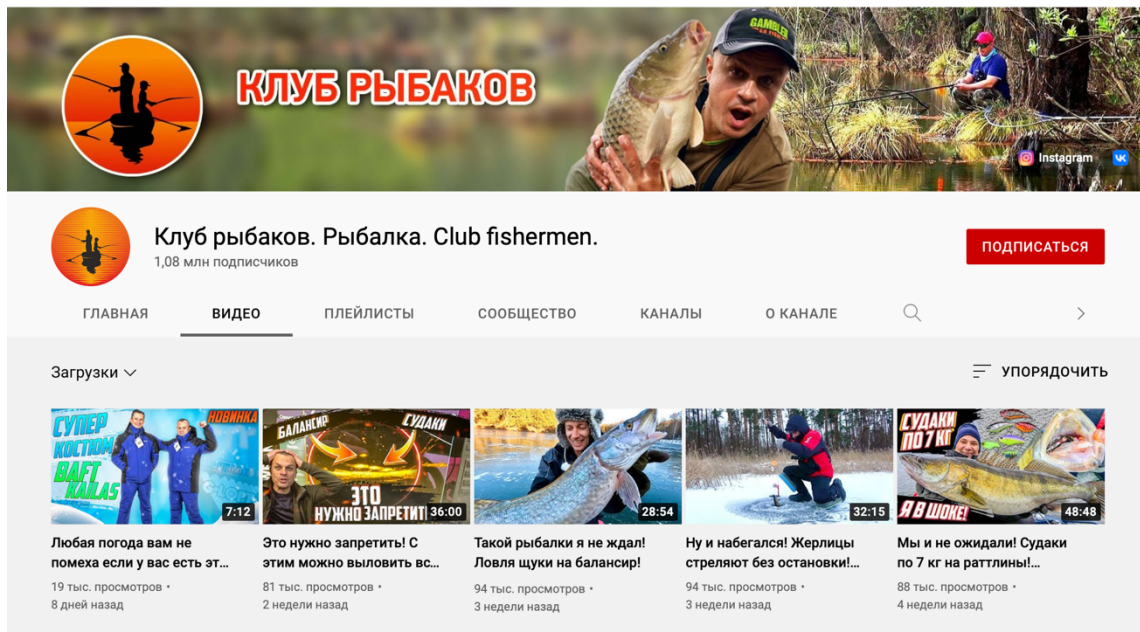 GAMBLER
КЛУБ РЫБАКОВ
Instagram
Клуб рыбаков. Рыбалка. Club fishermen.
1,08 млн подписчиков
ПОДПИСАТЬСЯ
ГЛАВНАЯ ВИДЕО ПЛЕЙЛИСТЫ СООБЩЕСТВО КАНАЛЫ О КАНАЛЕ
Загрузки
УПОРЯДОЧИТЬ
СУПЕР
КОСТЮМ
BAFT
KAILAS
НОВИНКА
7:12
БАЛАНСИР
СУДАКИ
ЭТО
НУЖНО ЗАПРЕТИТ
36:00
28:54
32:15
СУДАКИ
ПО 7 КГ
Я В ШОКЕ!
48:48
Любая погода вам не
помеха если у вас есть эт...
19 тыс. просмотров •
8 дней назад
Это нужно запретить! С
этим можно выловить вс...
81 тыс. просмотров •
2 недели назад
Такой рыбалки я не ждал!
Ловля щуки на балансир!
94 тыс. просмотров •
3 недели назад
Ну и набегался! Жерлицы
стреляют без остановки!...
94 тыс. просмотров •
3 недели назад
Мы и не ожидали! Судаки
по 7 кг на раттлины!...
88 тыс. просмотров •
4 недели назад